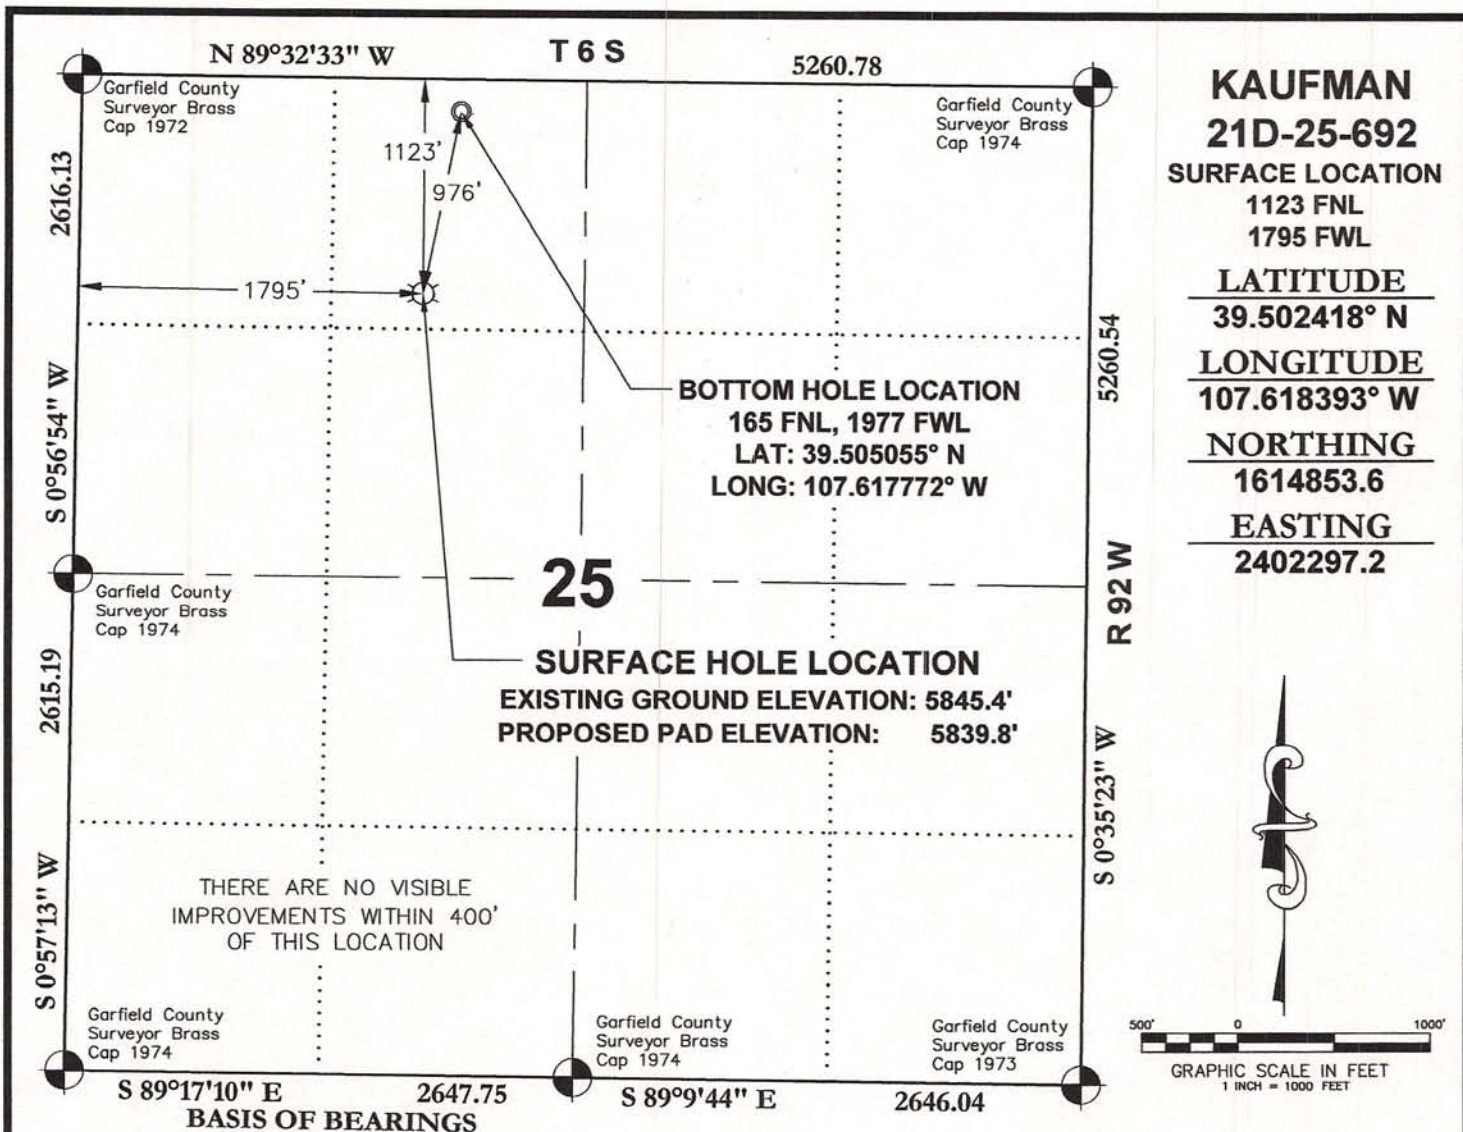 N 89°32'33" W
T 6 S
5260.78
Garfield County
Surveyor Brass
Cap 1972
Garfield County
Surveyor Brass
Cap 1974
1123'
976'
1795'
2616.13
S 0°56'54" W
5260.54
BOTTOM HOLE LOCATION
165 FNL, 1977 FWL
LAT: 39.505055° N
LONG: 107.617772° W
25
R 92 W
Garfield County
Surveyor Brass
Cap 1974
2615.19
SURFACE HOLE LOCATION
EXISTING GROUND ELEVATION: 5845.4'
PROPOSED PAD ELEVATION: 5839.8'
S 0°35'23" W
S 0°57'13" W
THERE ARE NO VISIBLE
IMPROVEMENTS WITHIN 400'
OF THIS LOCATION
Garfield County
Surveyor Brass
Cap 1974
Garfield County
Surveyor Brass
Cap 1974
Garfield County
Surveyor Brass
Cap 1973
S 89°17'10" E
2647.75
S 89°9'44" E
2646.04
BASIS OF BEARINGS
KAUFMAN
21D-25-692
SURFACE LOCATION
1123 FNL
1795 FWL
LATITUDE
39.502418° N
LONGITUDE
107.618393° W
NORTHING
1614853.6
EASTING
2402297.2
500' 0 1000'
GRAPHIC SCALE IN FEET
1 INCH = 1000 FEET